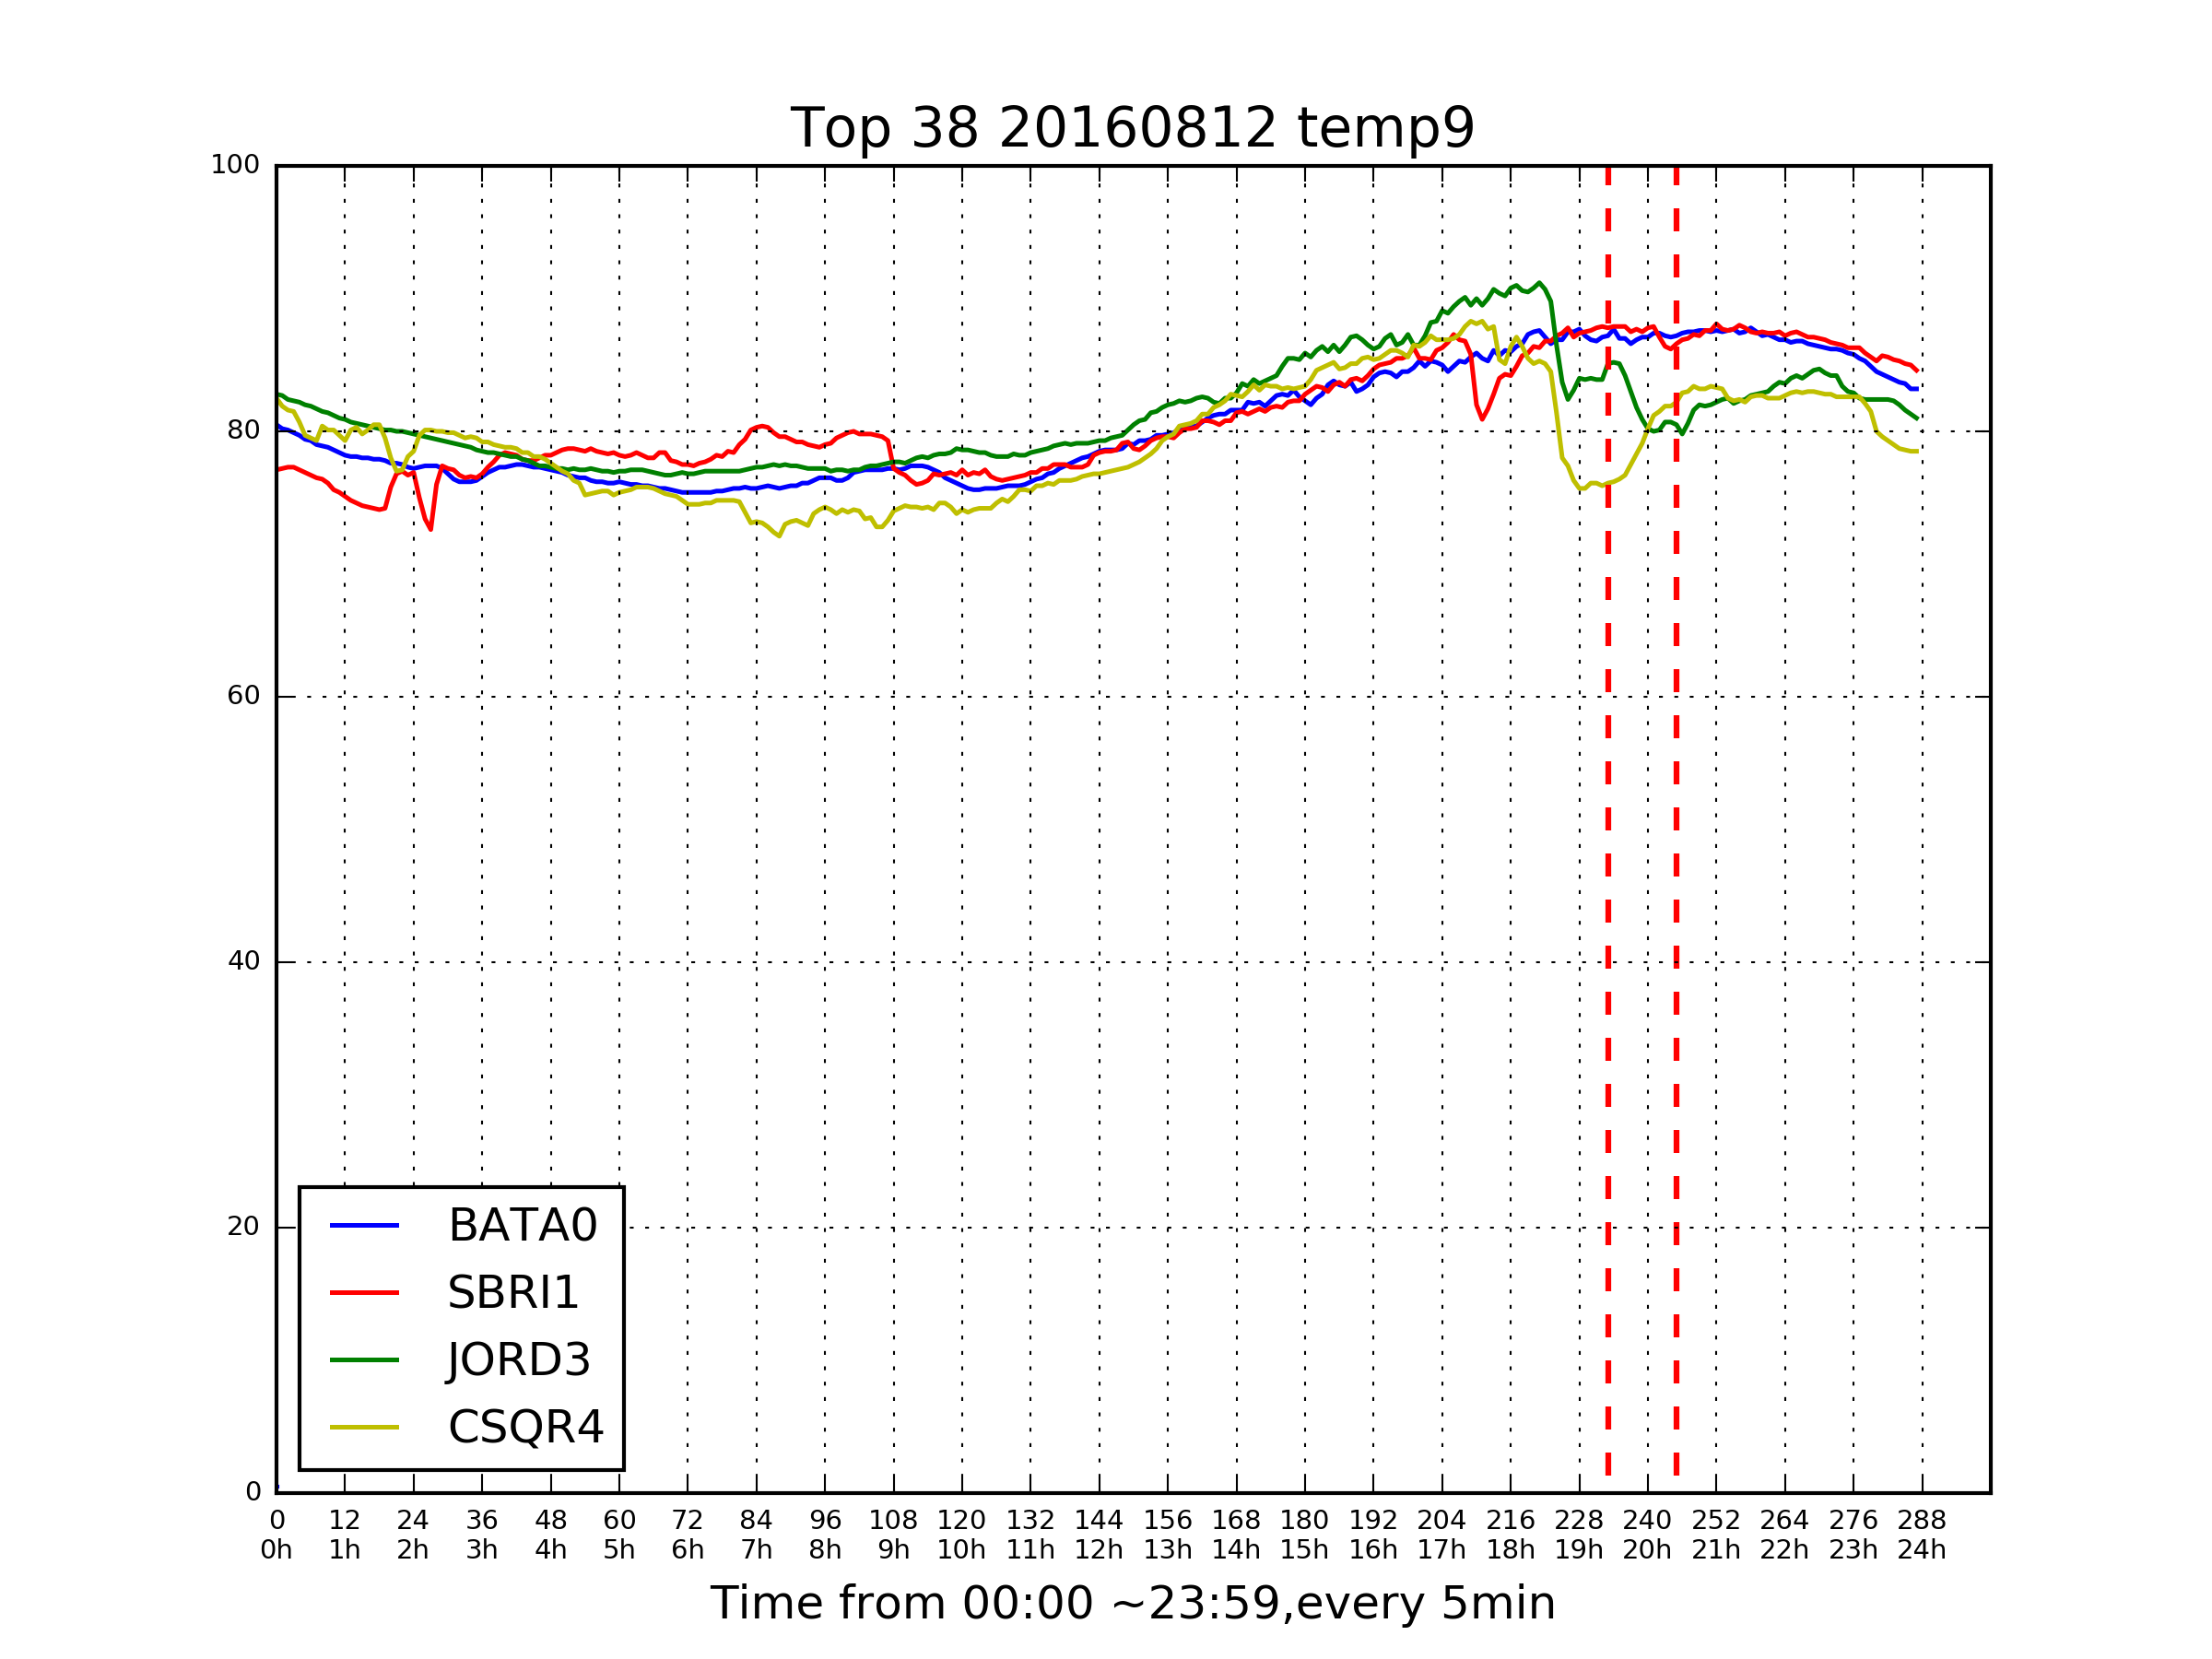 Top 38 20160812 temp9
100
80
60
40
20
0
BATA0
SBRI1
JORD3
CSQR4
0 12 24 36 48 60 72 84 96 108 120 132 144 156 168 180 192 204 216 228 240 252 264 276 288
0h 1h 2h 3h 4h 5h 6h 7h 8h 9h 10h 11h 12h 13h 14h 15h 16h 17h 18h 19h 20h 21h 22h 23h 24h
Time from 00:00 ~23:59,every 5min